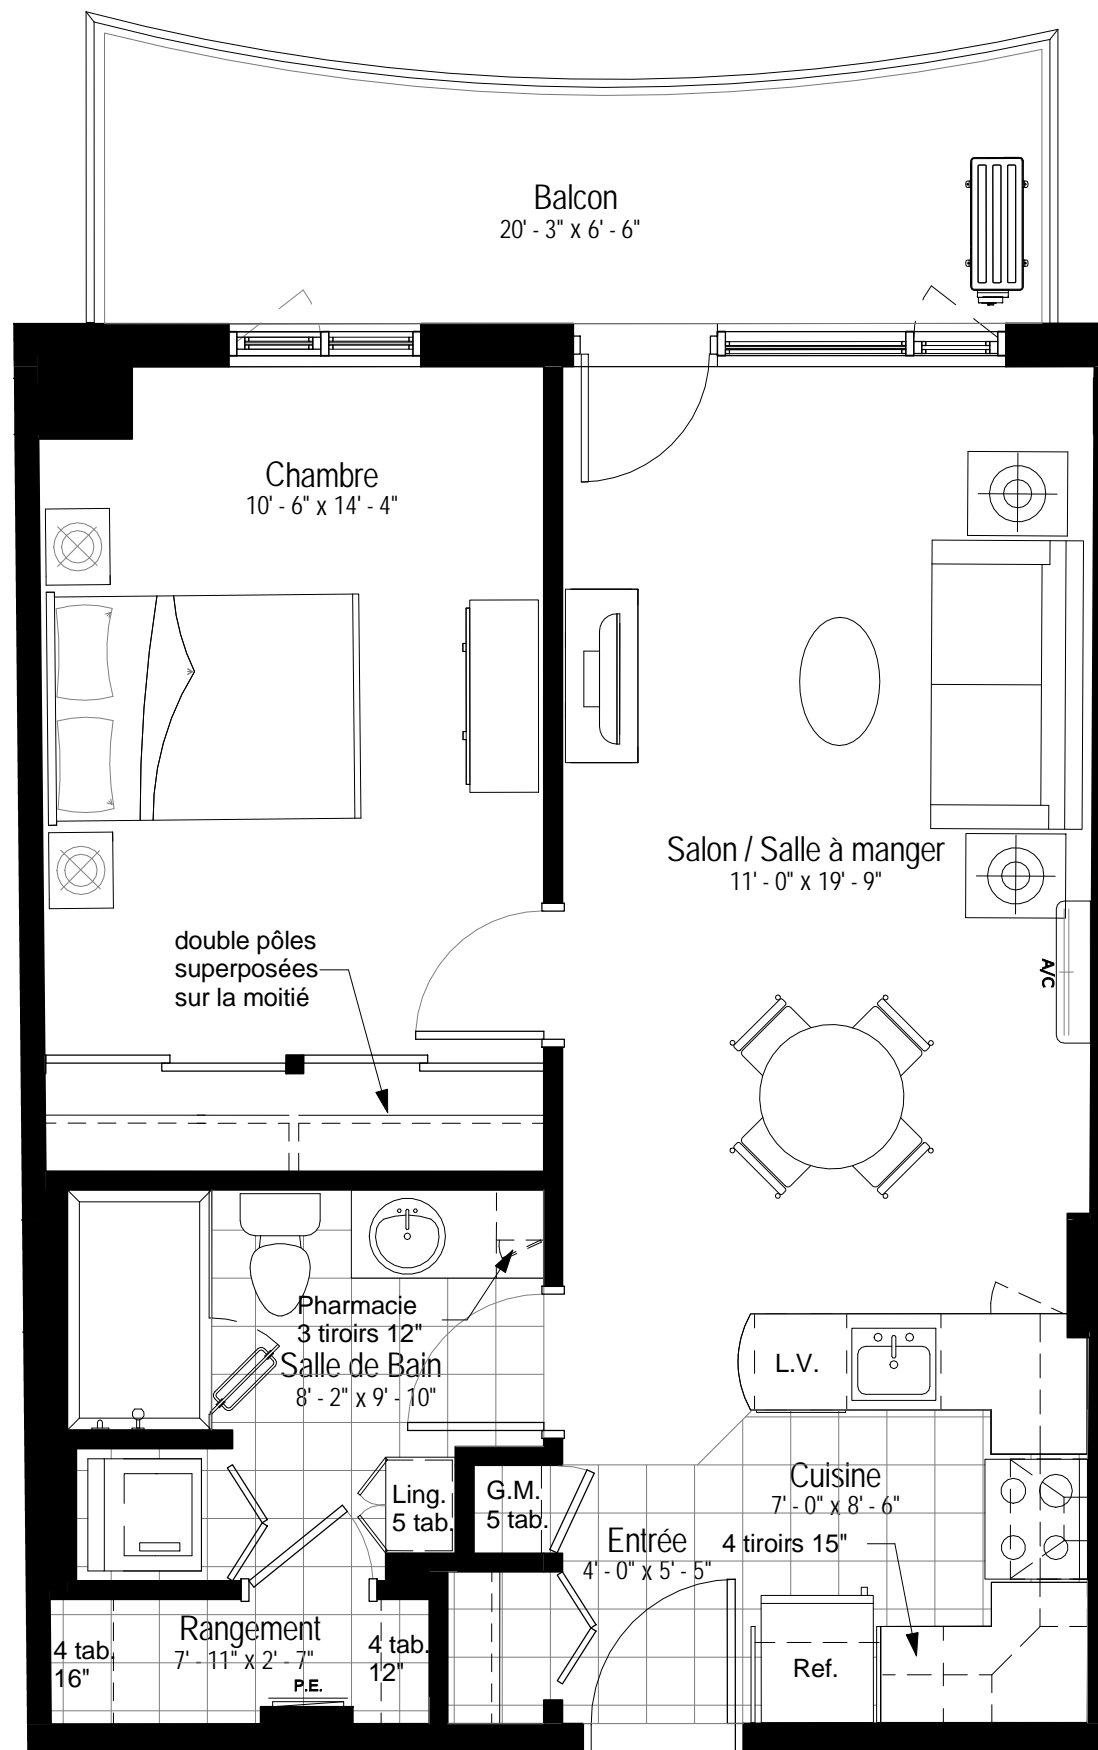 Balcon
20' - 3" x 6' - 6"
Chambre
10' - 6" x 14' - 4"
Salon / Salle à manger
11' - 0" x 19' - 9"
double pôles
superposées
sur la moitié
A/C
Pharmacie
3 tiroirs 12"
Salle de Bain
8' - 2" x 9' - 10"
L.V.
Cuisine
7' - 0" x 8' - 6"
Ling.
5 tab.
G.M.
5 tab.
Entrée
4' - 0" x 5' - 5"
4 tiroirs 15"
Rangement
7' - 11" x 2' - 7"
4 tab.
16"
4 tab.
12"
P.E.
Ref.